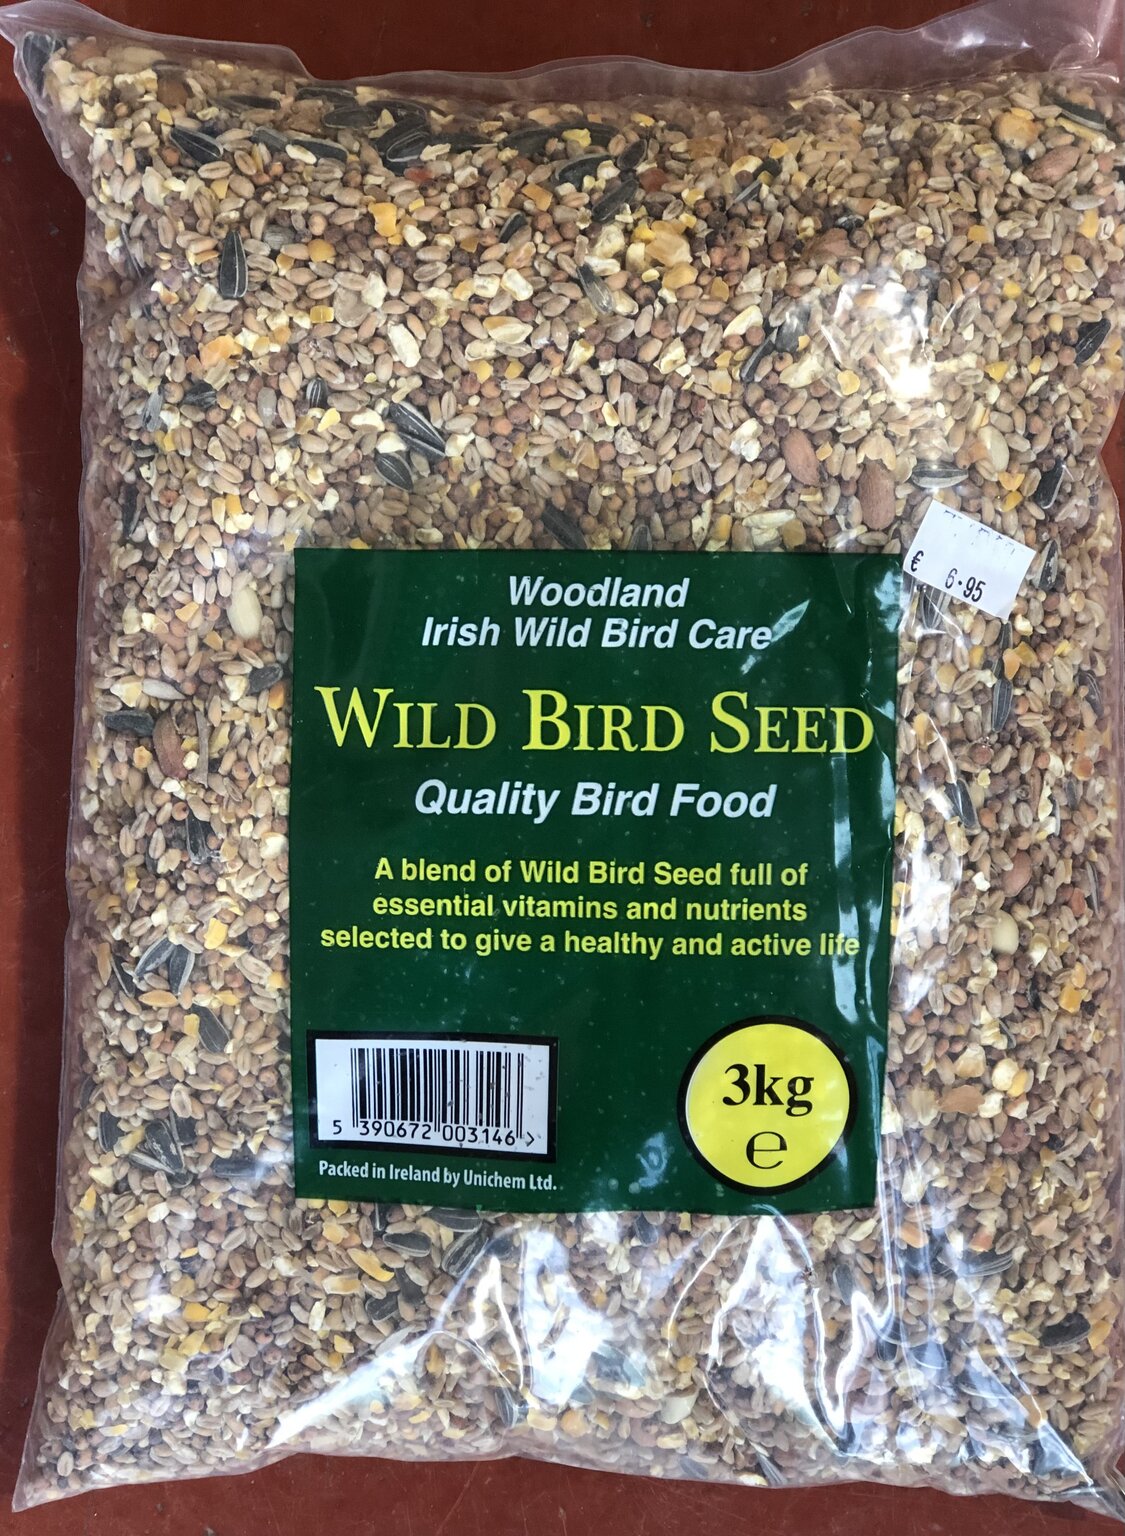 € 6.95
Woodland
Irish Wild Bird Care
WILD BIRD SEED
Quality Bird Food
A blend of Wild Bird Seed full of
essential vitamins and nutrients
selected to give a healthy and active life
3kg
e
5 390672 003146 >
Packed in Ireland by Unichem Ltd.